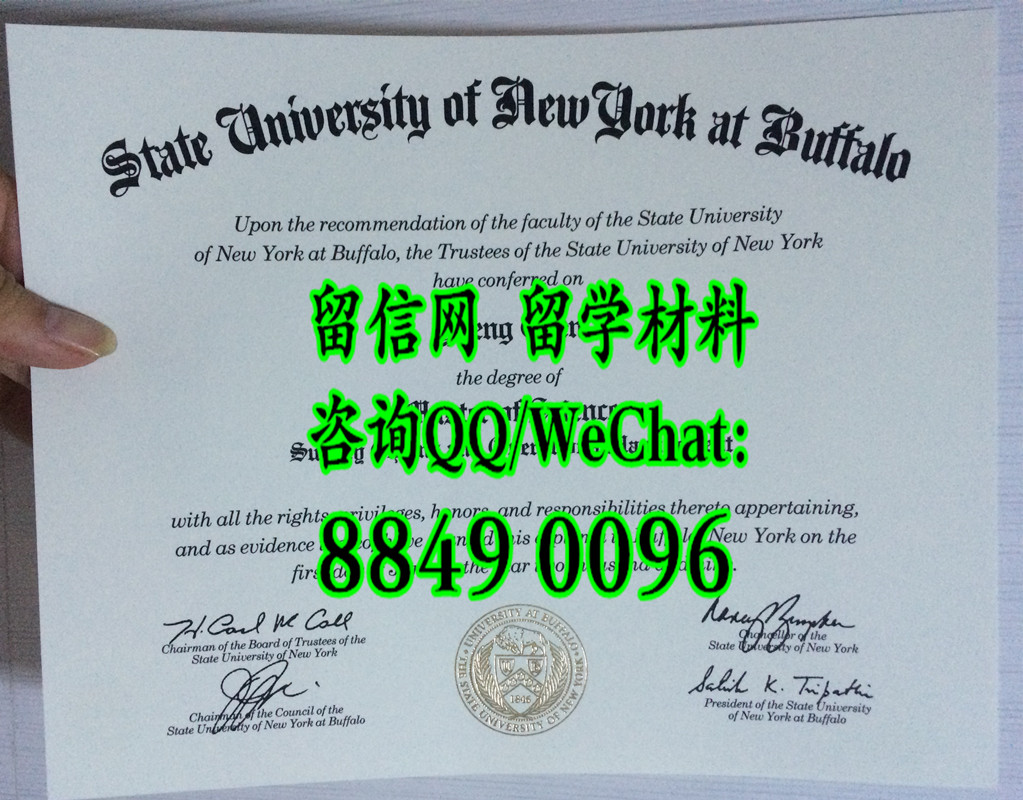 State University of New York at Buffalo
Upon the recommendation of the faculty of the State University
of New York at Buffalo, the Trustees of the State University of New York
have conferred on
留信网 留学材料
the degree of
咨询QQ/WeChat:
with all the rights, privileges, honors and responsibilities thereto appertaining,
and as evidence New York on the
8849 0096
H. Carl McCall
Chairman of the Board of Trustees of the
State University of New York
Chairman of the Council of the
State University of New York at Buffalo
THE STATE UNIVERSITY OF NEW YORK • UNIVERSITY AT BUFFALO
1846
Chancellor of the
State University of New York
Satish K. Tripathi
President of the State University
of New York at Buffalo